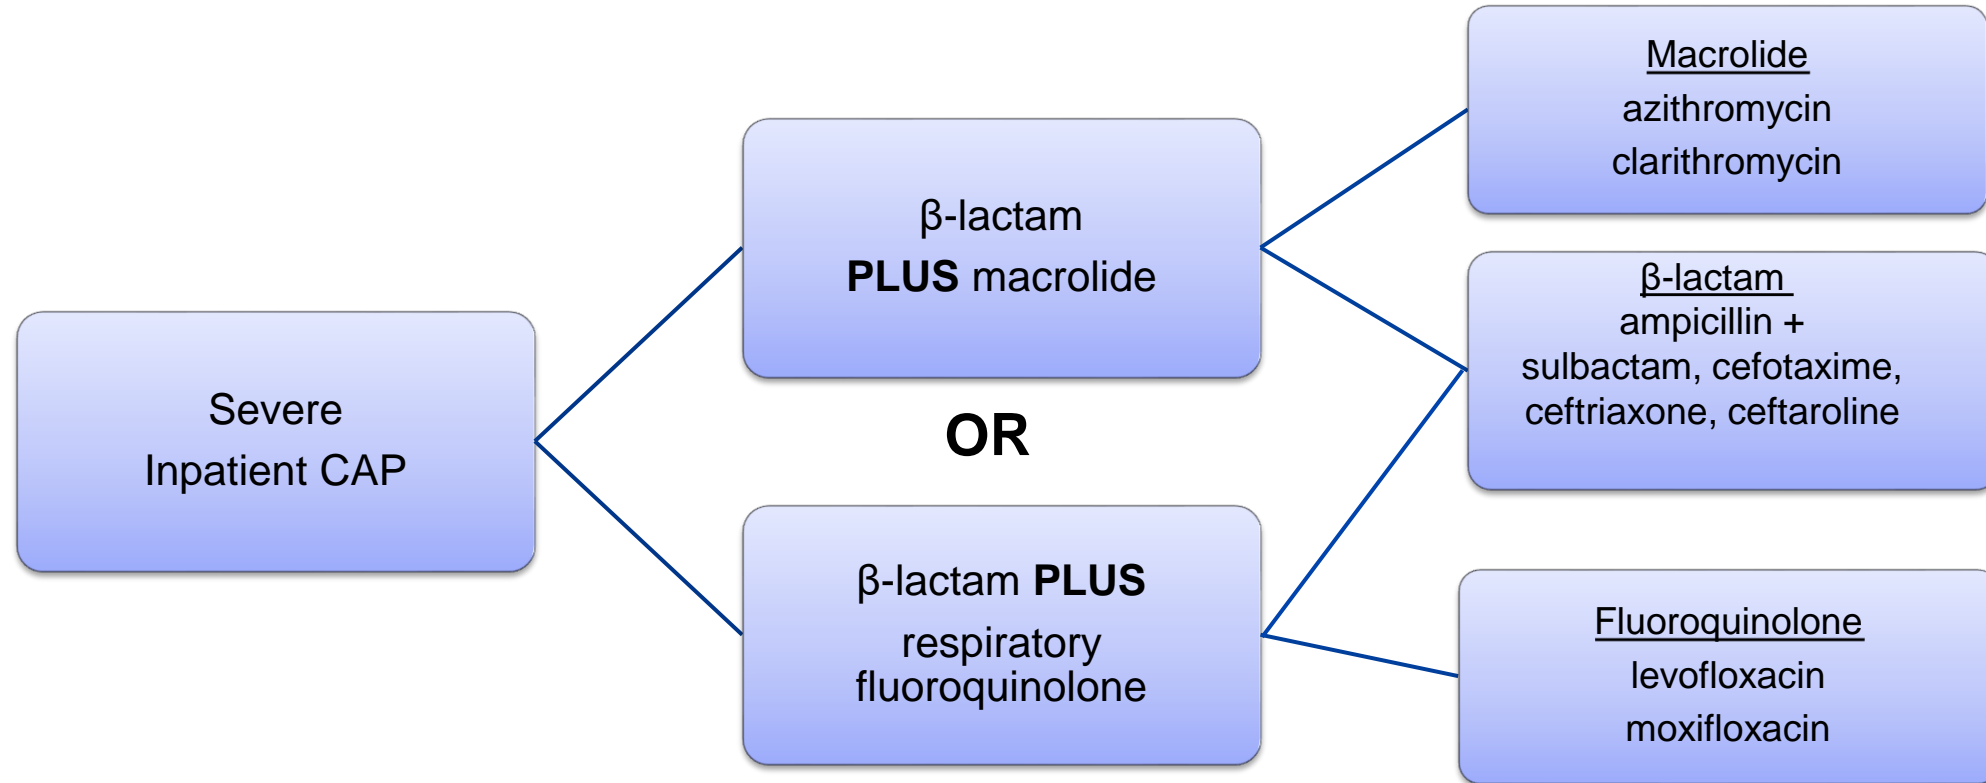 Severe
Inpatient CAP
β-lactam
PLUS macrolide
OR
β-lactam PLUS
respiratory
fluoroquinolone
Macrolide
azithromycin
clarithromycin
β-lactam
ampicillin +
sulbactam, cefotaxime,
ceftriaxone, ceftaroline
Fluoroquinolone
levofloxacin
moxifloxacin